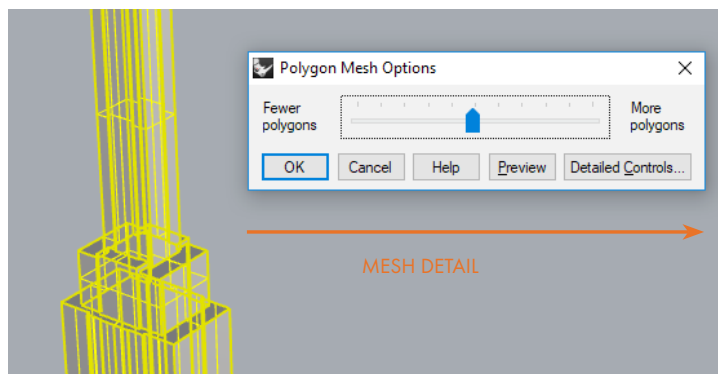 Polygon Mesh Options
Fewer
polygons
More
polygons
OK
Cancel
Help
Preview
Detailed Controls...
MESH DETAIL